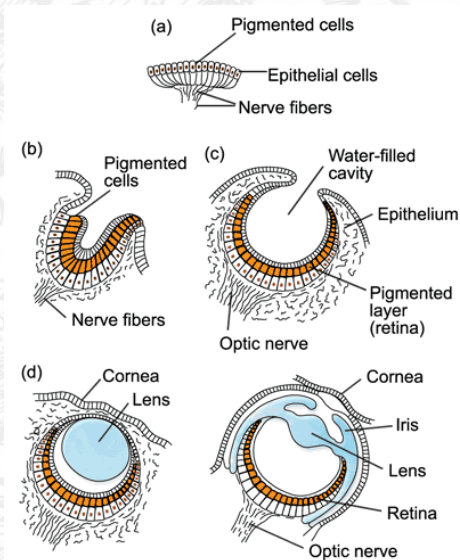 (a)
Pigmented cells
Epithelial cells
Nerve fibers
(b)
Pigmented
cells
Nerve fibers
(c)
Water-filled
cavity
Epithelium
Pigmented
layer
(retina)
Optic nerve
(d)
Cornea
Lens
Cornea
Iris
Lens
Retina
Optic nerve